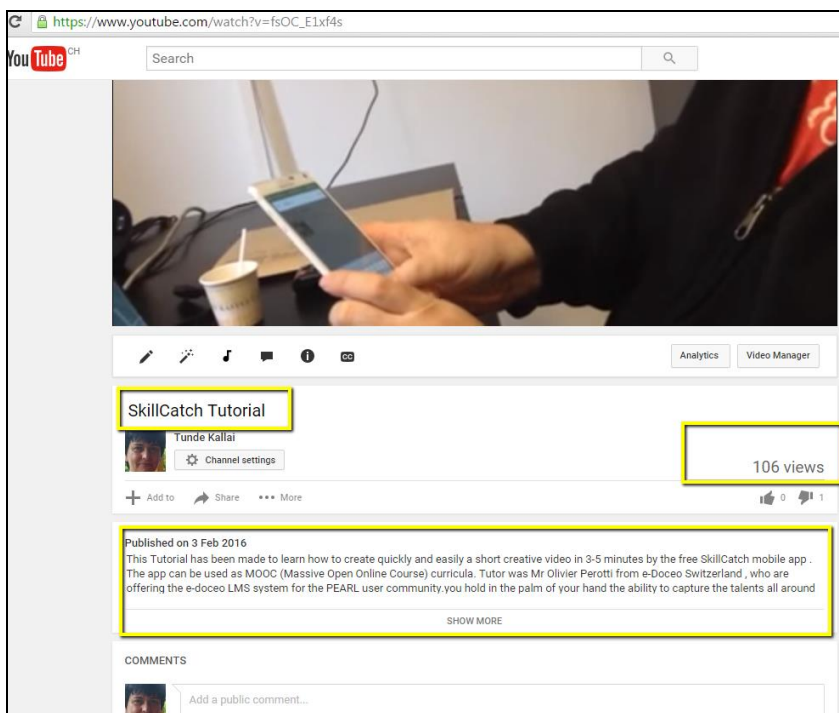 https://www.youtube.com/watch?v=fsOC_E1xf4s
You Tube CH
Search
Analytics Video Manager
SkillCatch Tutorial
Tunde Kallai
Channel settings
106 views
Add to Share More
0 1
Published on 3 Feb 2016
This Tutorial has been made to learn how to create quickly and easily a short creative video in 3-5 minutes by the free SkillCatch mobile app .
The app can be used as MOOC (Massive Open Online Course) curricula. Tutor was Mr Olivier Perotti from e-Doceo Switzerland , who are
offering the e-doceo LMS system for the PEARL user community.you hold in the palm of your hand the ability to capture the talents all around
SHOW MORE
COMMENTS
Add a public comment...